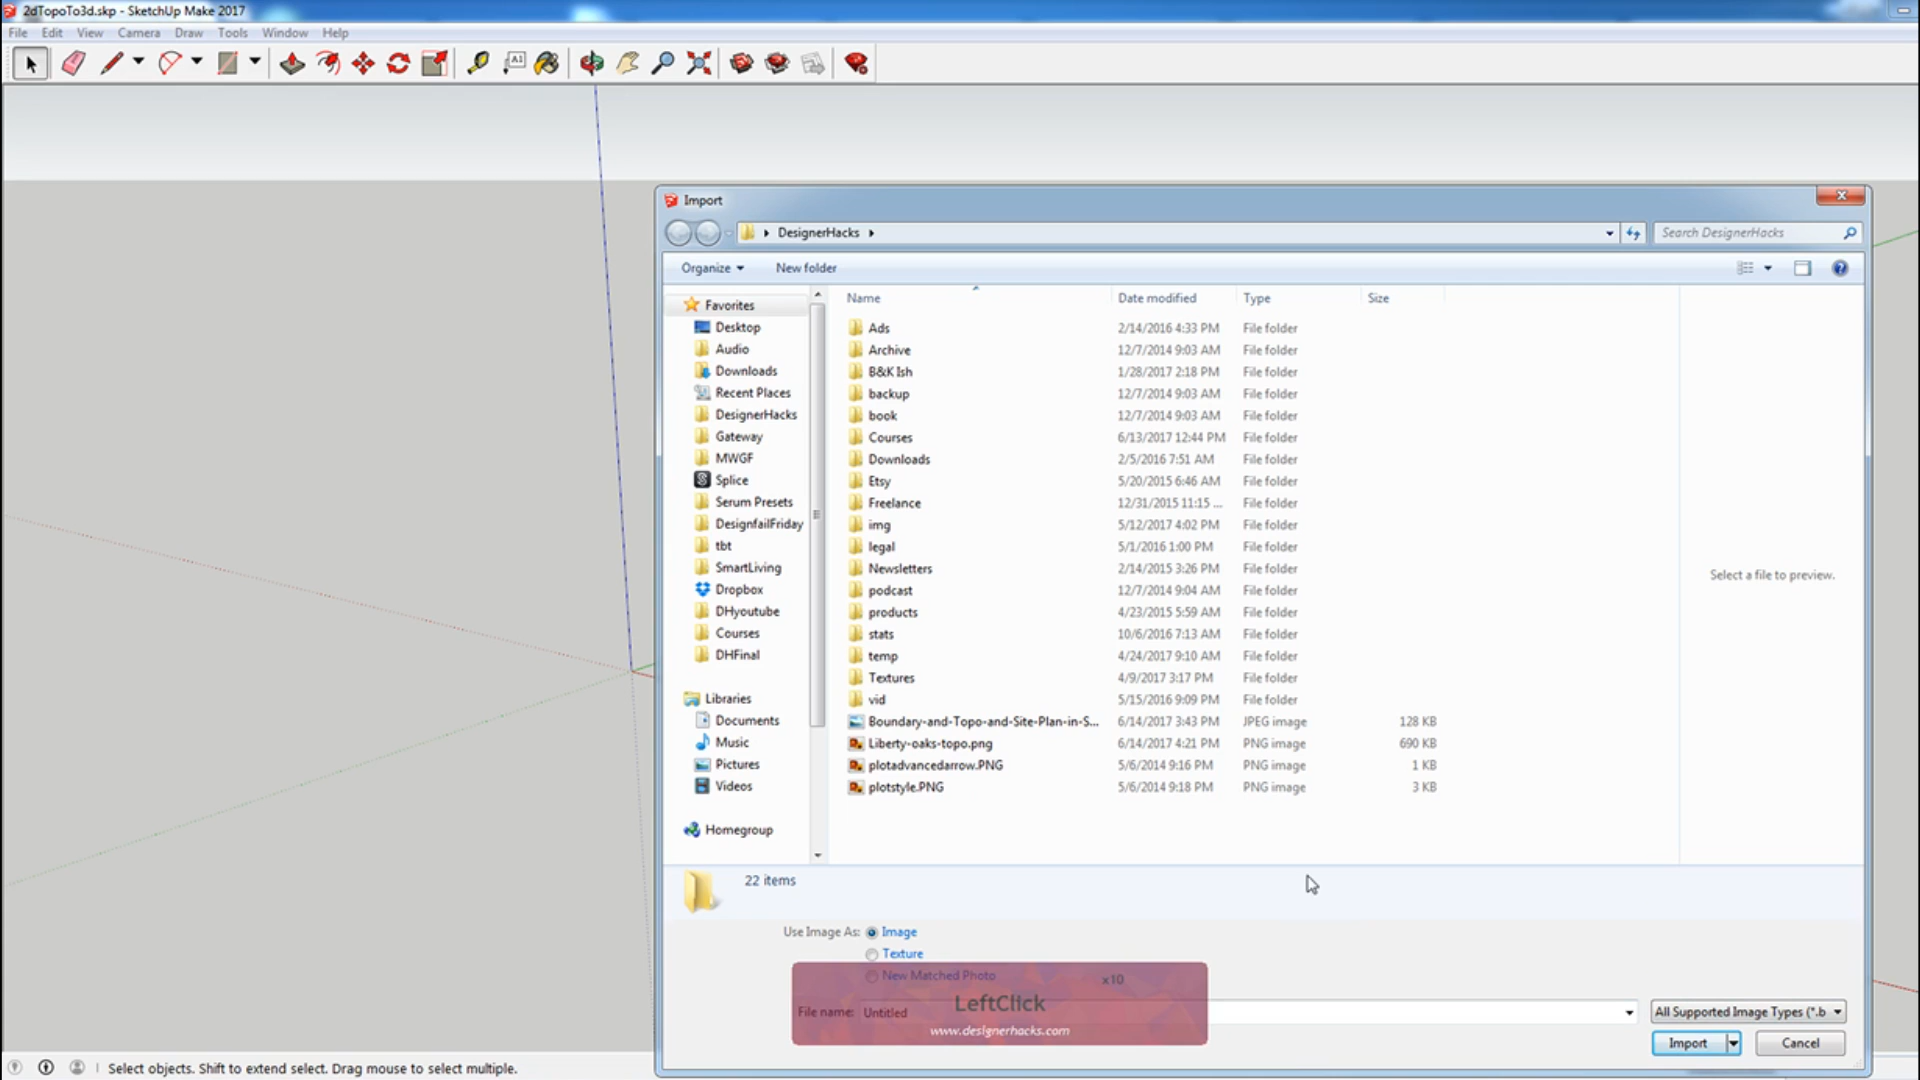 2dTopoTo3d.skp - SketchUp Make 2017
File Edit View Camera Draw Tools Window Help
A1
Import
DesignerHacks
Search DesignerHacks
Organize New folder
Name Date modified Type Size
Favorites
Desktop
Audio
Downloads
Recent Places
DesignerHacks
Gateway
MWGF
Splice
Serum Presets
DesignfailFriday
tbt
SmartLiving
Dropbox
DHyoutube
Courses
DHFinal
Libraries
Documents
Music
Pictures
Videos
Homegroup
Ads 2/14/2016 4:33 PM File folder
Archive 12/7/2014 9:03 AM File folder
B&K Ish 1/28/2017 2:18 PM File folder
backup 12/7/2014 9:03 AM File folder
book 12/7/2014 9:03 AM File folder
Courses 6/13/2017 12:44 PM File folder
Downloads 2/5/2016 7:51 AM File folder
Etsy 5/20/2015 6:46 AM File folder
Freelance 12/31/2015 11:15 ... File folder
img 5/12/2017 4:02 PM File folder
legal 5/1/2016 1:00 PM File folder
Newsletters 2/14/2015 3:26 PM File folder
podcast 12/7/2014 9:04 AM File folder
products 4/23/2015 5:59 AM File folder
stats 10/6/2016 7:13 AM File folder
temp 4/24/2017 9:10 AM File folder
Textures 4/9/2017 3:17 PM File folder
vid 5/15/2016 9:09 PM File folder
Boundary-and-Topo-and-Site-Plan-in-S... 6/14/2017 3:43 PM JPEG image 128 KB
Liberty-oaks-topo.png 6/14/2017 4:21 PM PNG image 690 KB
plotadvancedarrow.PNG 5/6/2014 9:16 PM PNG image 1 KB
plotstyle.PNG 5/6/2014 9:18 PM PNG image 3 KB
Select a file to preview.
22 items
Use Image As: Image
Texture
New Matched Photo
x10
LeftClick
File name: Untitled
www.designerhacks.com
All Supported Image Types (*.b
Import Cancel
Select objects. Shift to extend select. Drag mouse to select multiple.